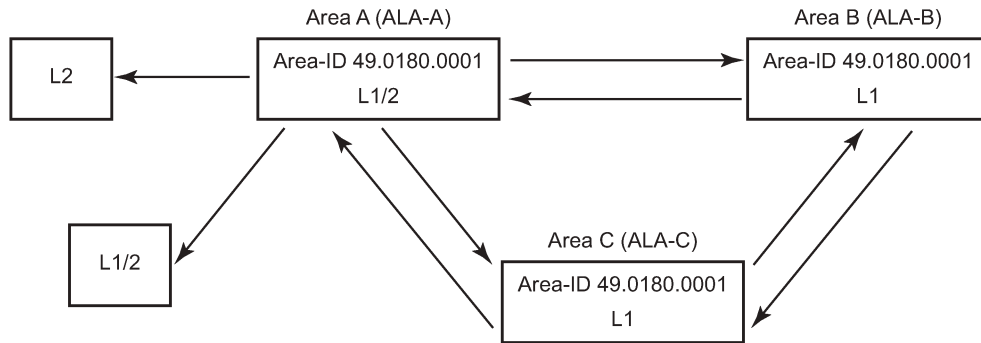 Area A (ALA-A)
Area-ID 49.0180.0001
L1/2
Area B (ALA-B)
Area-ID 49.0180.0001
L1
L2
L1/2
Area C (ALA-C)
Area-ID 49.0180.0001
L1